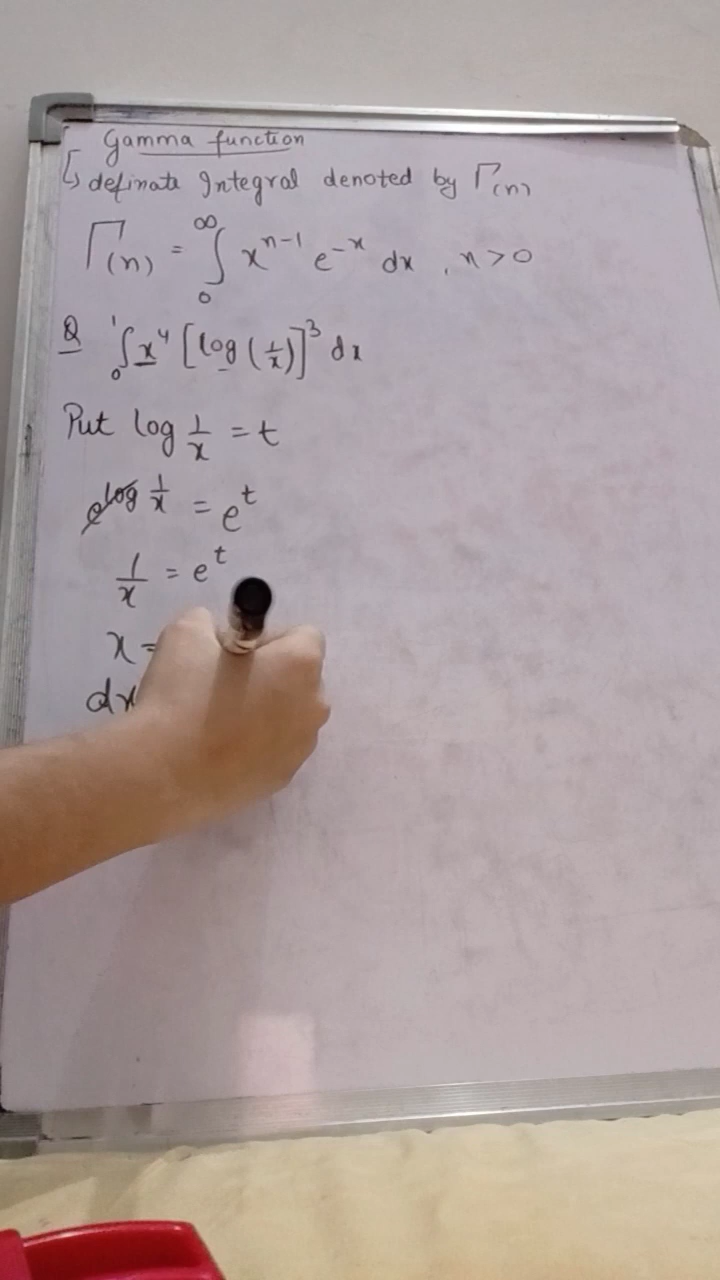 Gamma function
↳ definate Integral denoted by Γ(n)
Γ(n) = ∫₀^∞ x^{n-1} e^{-x} dx , n > 0
Q ∫₀¹ x⁴ [log (1/x)]³ dx
Put log 1/x = t
e^{log 1/x} = e^t
1/x = e^t
x =
dx